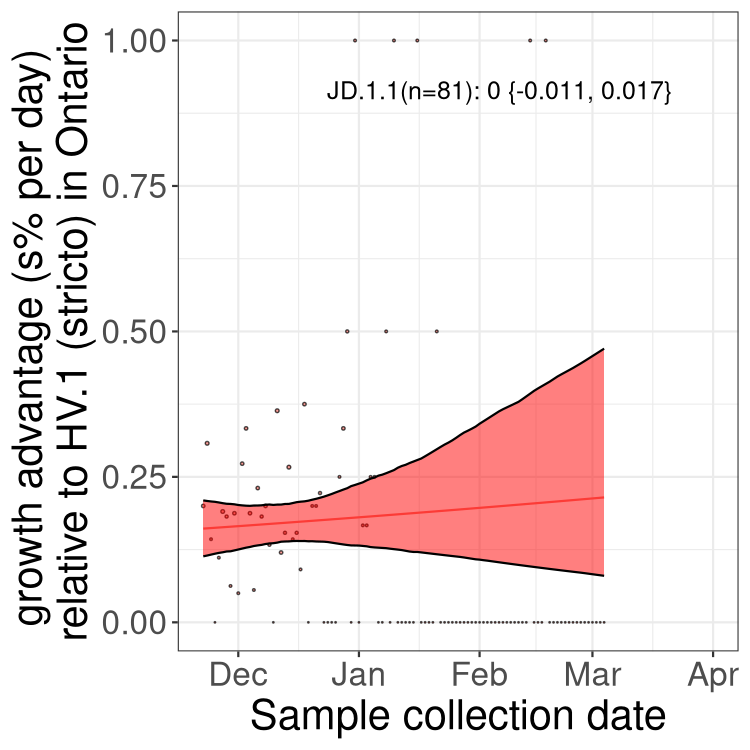 growth advantage (s% per day)
relative to HV.1 (stricto) in Ontario
1.00
JD.1.1(n=81): 0 {-0.011, 0.017}
0.75
0.50
0.25
0.00
Dec Jan Feb Mar Apr
Sample collection date